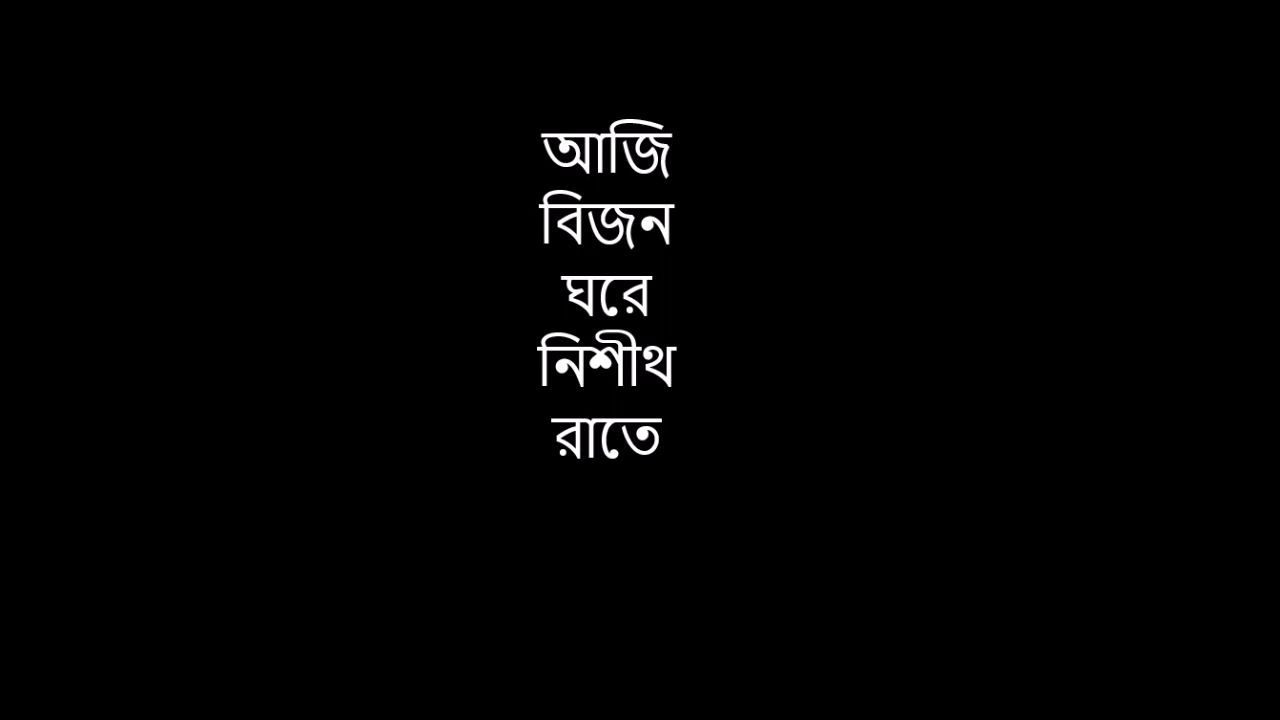 আজি
বিজন
ঘরে
নিশীথ
রাতে